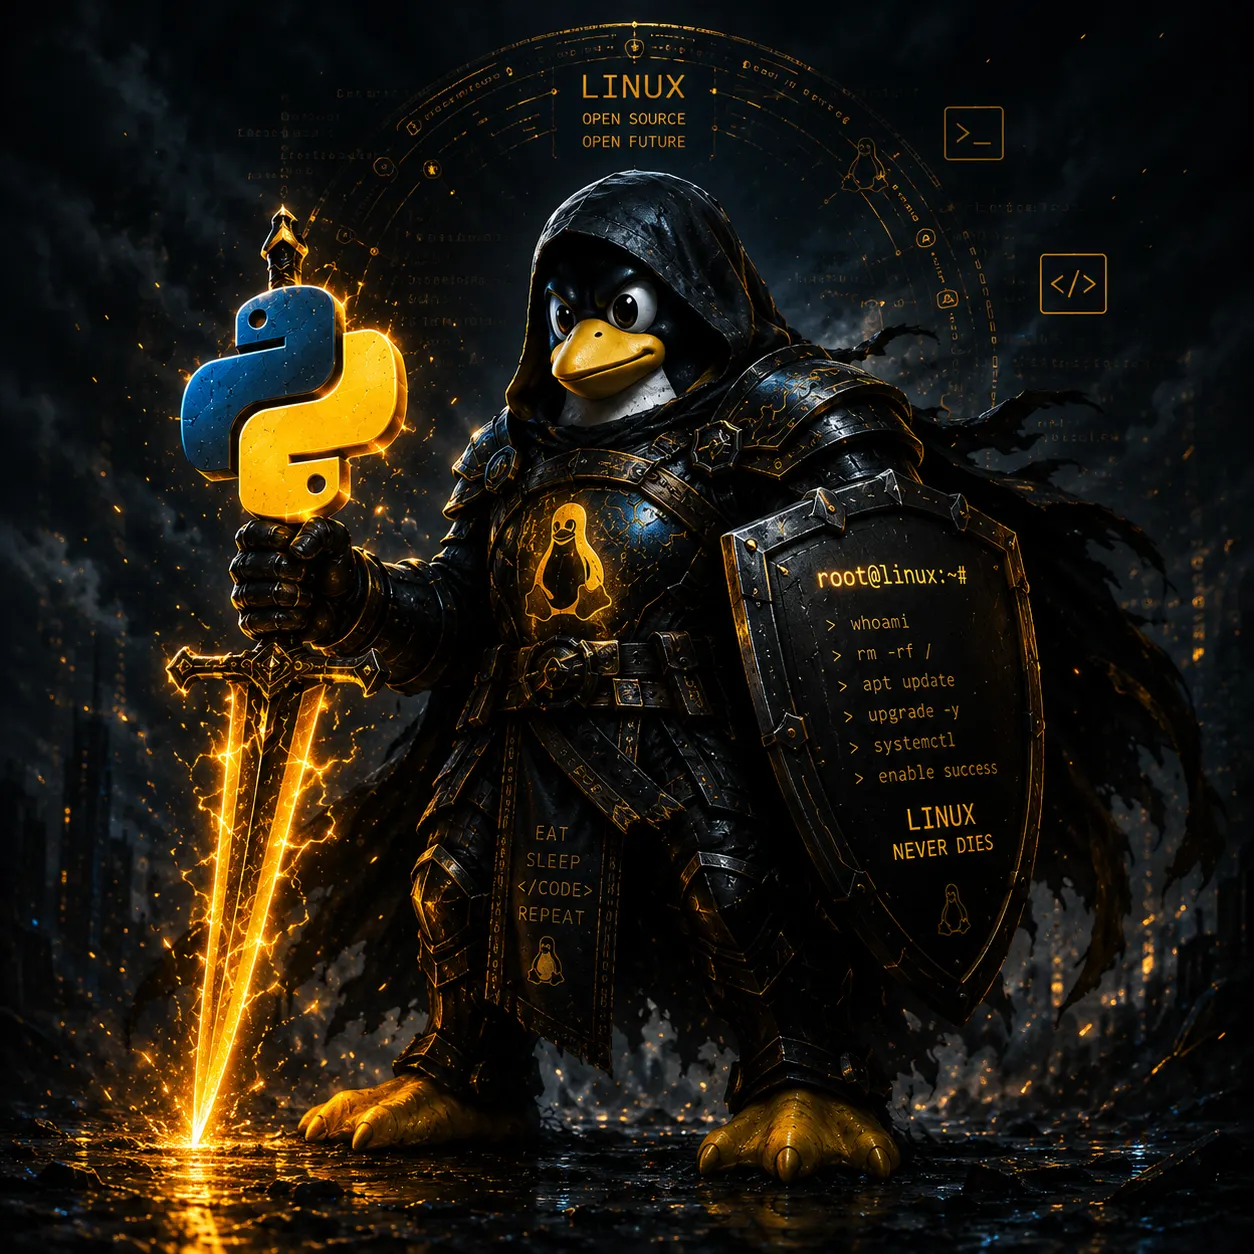 LINUX
OPEN SOURCE
OPEN FUTURE
>_
</>
root@linux:~#
> whoami
> rm -rf /
> apt update
> upgrade -y
> systemctl
> enable success
LINUX
NEVER DIES
EAT
SLEEP
</CODE>
REPEAT